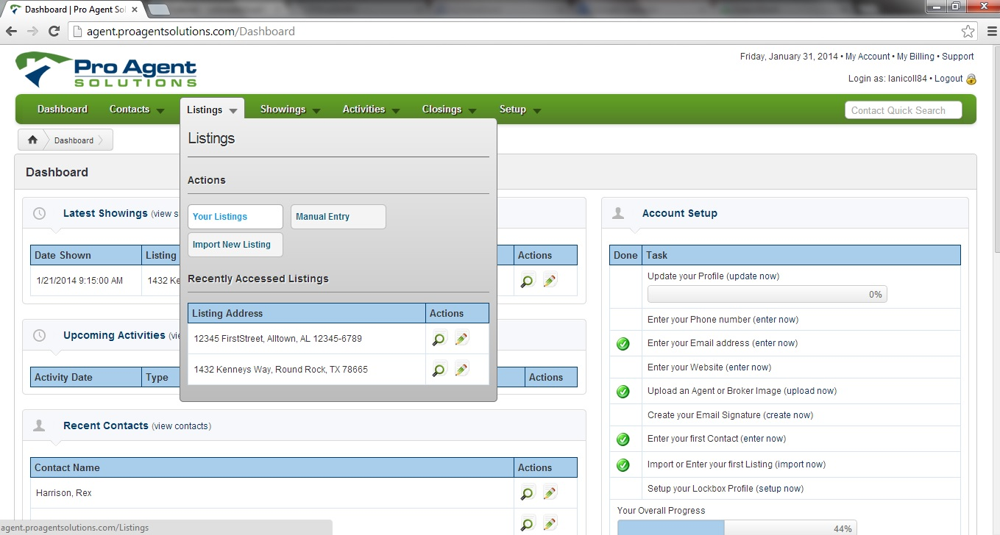 Dashboard | Pro Agent Sol
agent.proagentsolutions.com/Dashboard
Pro Agent
SOLUTIONS
Friday, January 31, 2014 • My Account • My Billing • Support
Login as: lanicoll84 • Logout
Dashboard Contacts Listings Showings Activities Closings Setup Contact Quick Search
Dashboard
Dashboard
Listings
Actions
Your Listings Manual Entry
Import New Listing
Recently Accessed Listings
Listing Address Actions
12345 FirstStreet, Alltown, AL 12345-6789
1432 Kenneys Way, Round Rock, TX 78665
Latest Showings (view s
Date Shown Listing Actions
1/21/2014 9:15:00 AM 1432 Ke
Upcoming Activities (vie
Activity Date Type Actions
Recent Contacts (view contacts)
Contact Name Actions
Harrison, Rex
Account Setup
Done Task
Update your Profile (update now)
0%
Enter your Phone number (enter now)
Enter your Email address (enter now)
Enter your Website (enter now)
Upload an Agent or Broker Image (upload now)
Create your Email Signature (create now)
Enter your first Contact (enter now)
Import or Enter your first Listing (import now)
Setup your Lockbox Profile (setup now)
Your Overall Progress
44%
agent.proagentsolutions.com/Listings